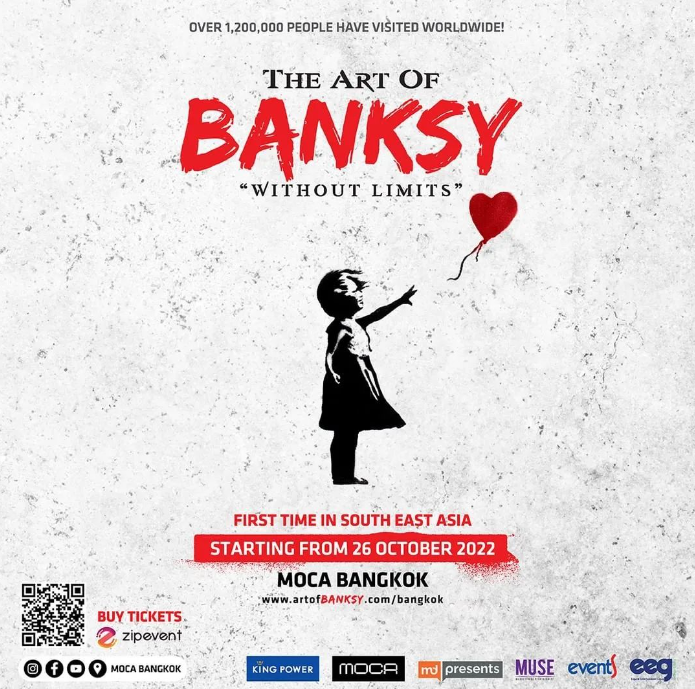 OVER 1,200,000 PEOPLE HAVE VISITED WORLDWIDE!
THE ART OF
BANKSY
“WITHOUT LIMITS”
FIRST TIME IN SOUTH EAST ASIA
STARTING FROM 26 OCTOBER 2022
MOCA BANGKOK
www.artofBANKSY.com/bangkok
BUY TICKETS
zipevent
MOCA BANGKOK
KING POWER
MOCA
md presents
MUSE
events
eeg